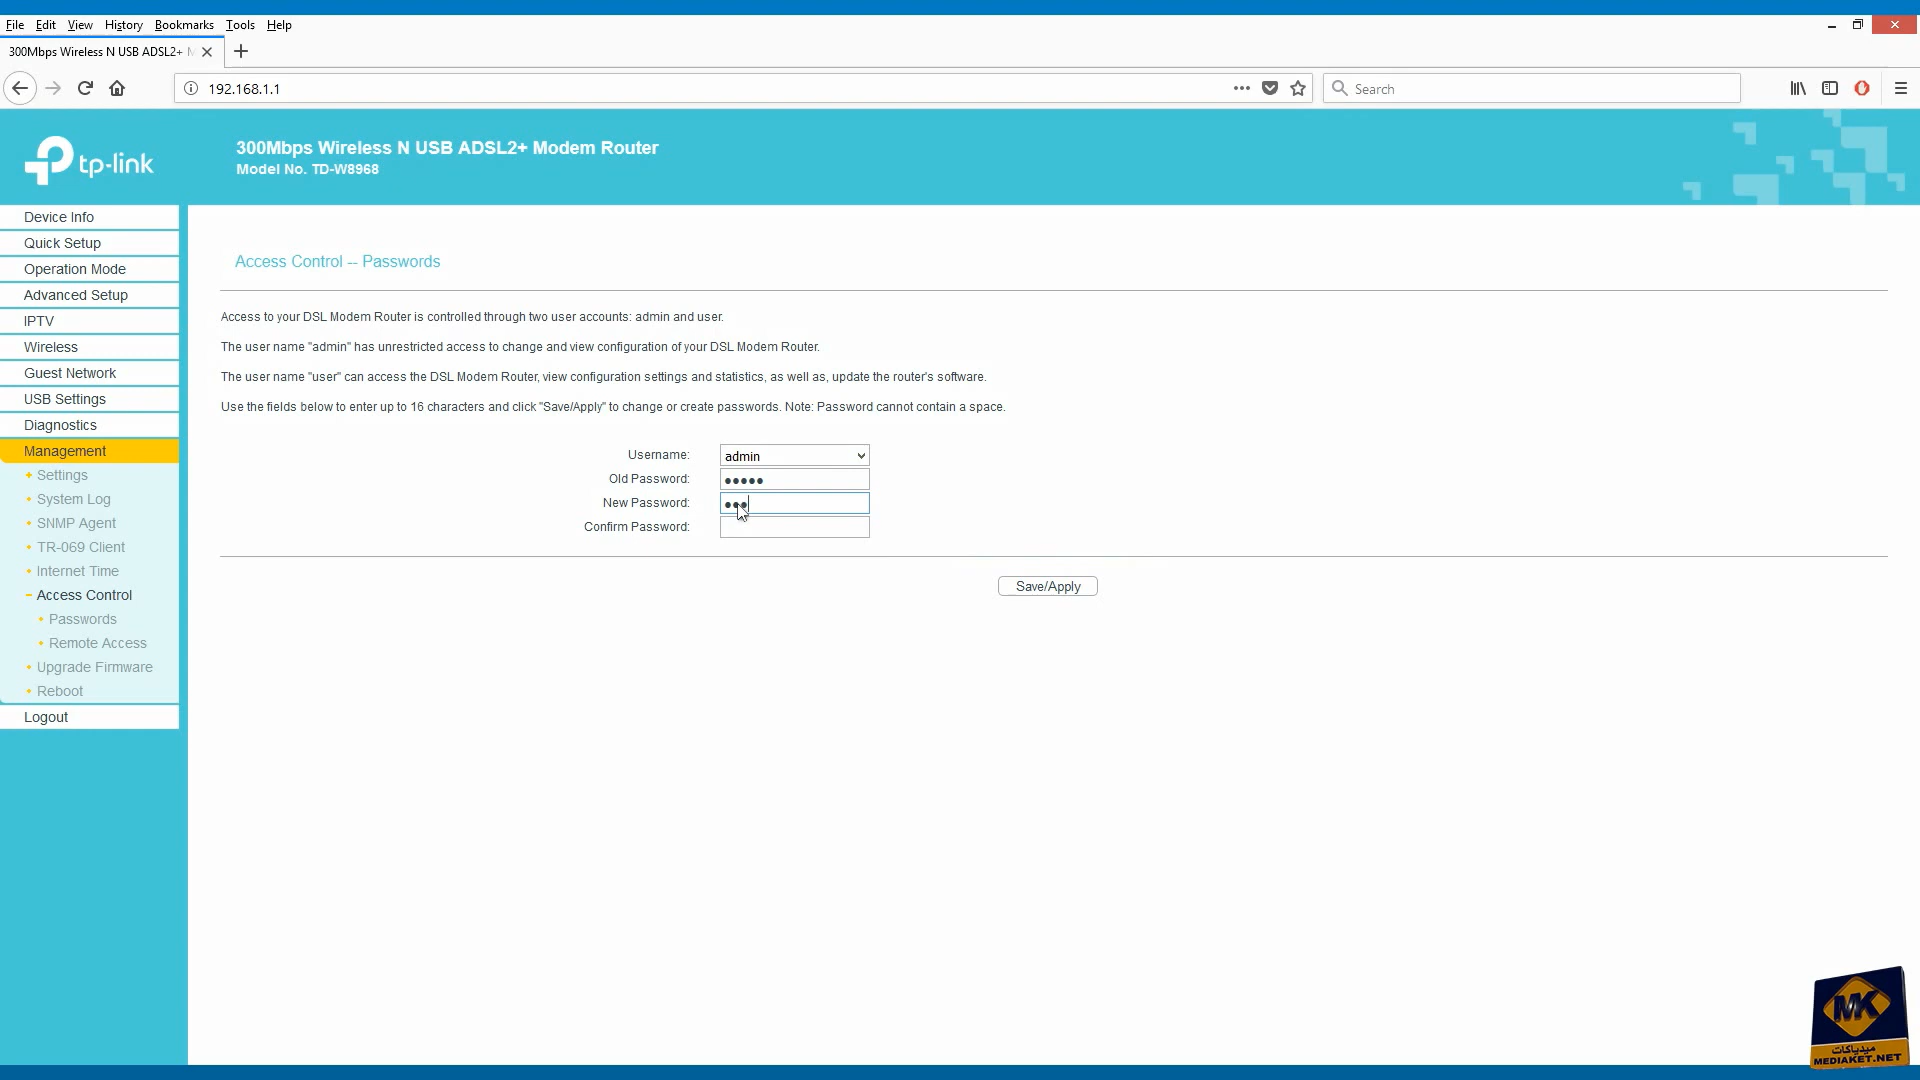 File Edit View History Bookmarks Tools Help
300Mbps Wireless N USB ADSL2+ M
192.168.1.1
Search
tp-link
300Mbps Wireless N USB ADSL2+ Modem Router
Model No. TD-W8968
Device Info
Quick Setup
Operation Mode
Advanced Setup
IPTV
Wireless
Guest Network
USB Settings
Diagnostics
Management
+ Settings
• System Log
• SNMP Agent
• TR-069 Client
• Internet Time
- Access Control
• Passwords
• Remote Access
• Upgrade Firmware
• Reboot
Logout
Access Control -- Passwords
Access to your DSL Modem Router is controlled through two user accounts: admin and user.
The user name "admin" has unrestricted access to change and view configuration of your DSL Modem Router.
The user name "user" can access the DSL Modem Router, view configuration settings and statistics, as well as, update the router's software.
Use the fields below to enter up to 16 characters and click "Save/Apply" to change or create passwords. Note: Password cannot contain a space.
Username: admin
Old Password: •••••
New Password: •••
Confirm Password:
Save/Apply
MK
ميدياكات
MEDIAKET.NET